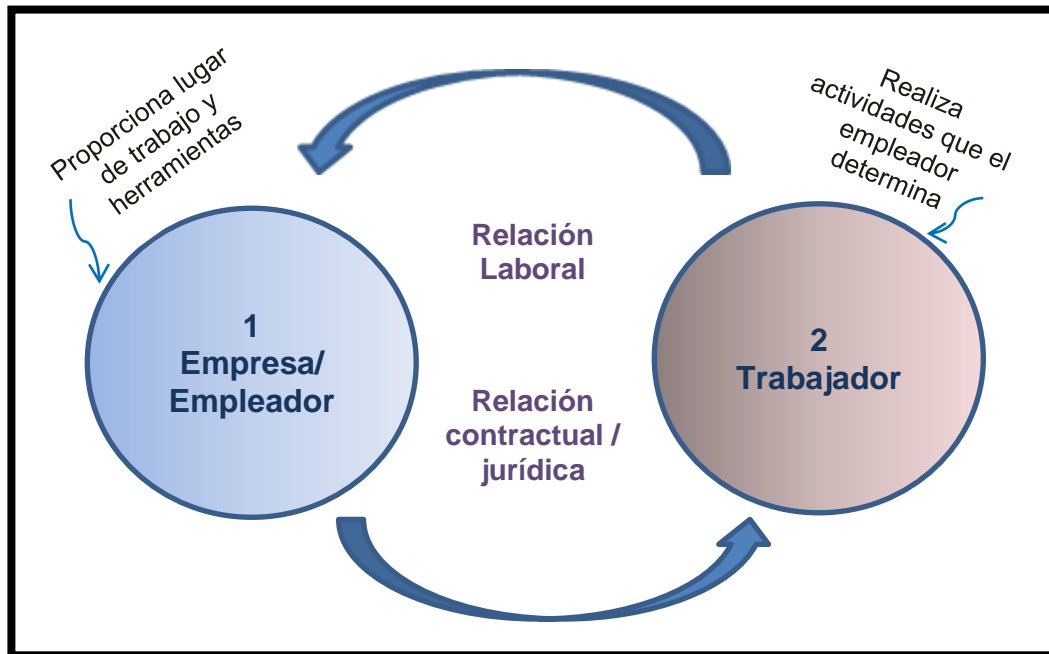 Proporciona lugar
de trabajo y
herramientas
Realiza
actividades que el
empleador
determina
Relación
Laboral
1
Empresa/
Empleador
2
Trabajador
Relación
contractual /
jurídica